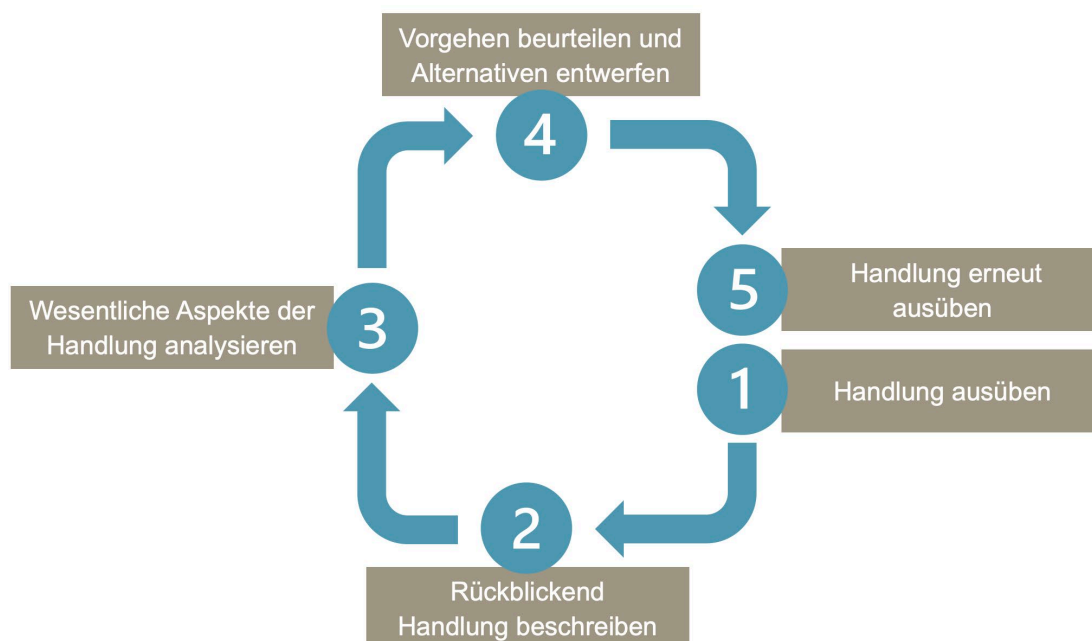 Vorgehen beurteilen und
Alternativen entwerfen
4
5
Handlung erneut
ausüben
Wesentliche Aspekte der
Handlung analysieren
3
1
Handlung ausüben
2
Rückblickend
Handlung beschreiben